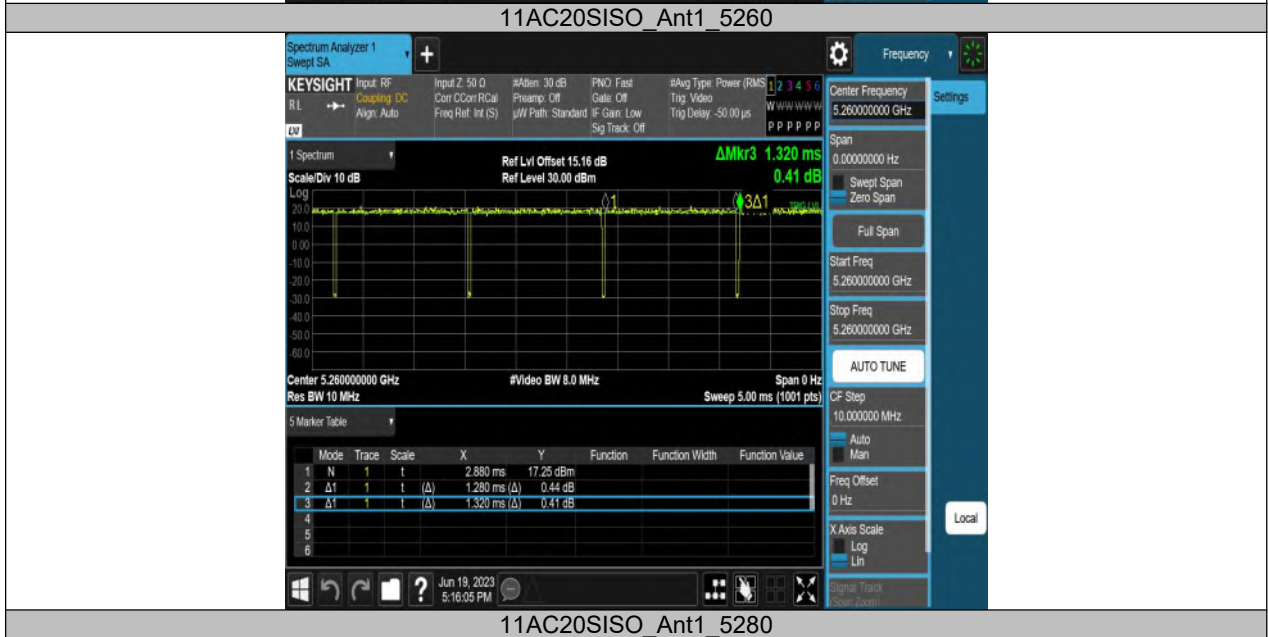 11AC20SISO_Ant1_5260
Spectrum Analyzer 1
Swept SA
+
Frequency
KEYSIGHT
RL
LXI
Input: RF
Coupling: DC
Align: Auto
Input Z: 50 Ω
Corr CCorr RCal
Freq Ref: Int (S)
#Atten: 30 dB
Preamp: Off
µW Path: Standard
PNO: Fast
Gate: Off
IF Gain: Low
Sig Track: Off
#Avg Type: Power (RMS
Trig: Video
Trig Delay: -50.00 µs
1 2 3 4 5 6
W W W W W W
P P P P P P
Center Frequency
5.260000000 GHz
Settings
1 Spectrum
Scale/Div 10 dB
Ref Lvl Offset 15.16 dB
Ref Level 30.00 dBm
ΔMkr3 1.320 ms
0.41 dB
Log
20.0
10.0
0.00
-10.0
-20.0
-30.0
-40.0
-50.0
-60.0
1
3Δ1
TRIG LVL
Center 5.260000000 GHz
Res BW 10 MHz
#Video BW 8.0 MHz
Span 0 Hz
Sweep 5.00 ms (1001 pts)
Span
0.00000000 Hz
Swept Span
Zero Span
Full Span
Start Freq
5.260000000 GHz
Stop Freq
5.260000000 GHz
AUTO TUNE
CF Step
10.000000 MHz
Auto
Man
Freq Offset
0 Hz
X Axis Scale
Log
Lin
Signal Track
(Span Zoom)
Local
5 Marker Table
Mode Trace Scale X Y Function Function Width Function Value
1 N 1 t 2.880 ms 17.25 dBm
2 Δ1 1 t (Δ) 1.280 ms (Δ) 0.44 dB
3 Δ1 1 t (Δ) 1.320 ms (Δ) 0.41 dB
4
5
6
?
Jun 19, 2023
5:16:05 PM
11AC20SISO_Ant1_5280